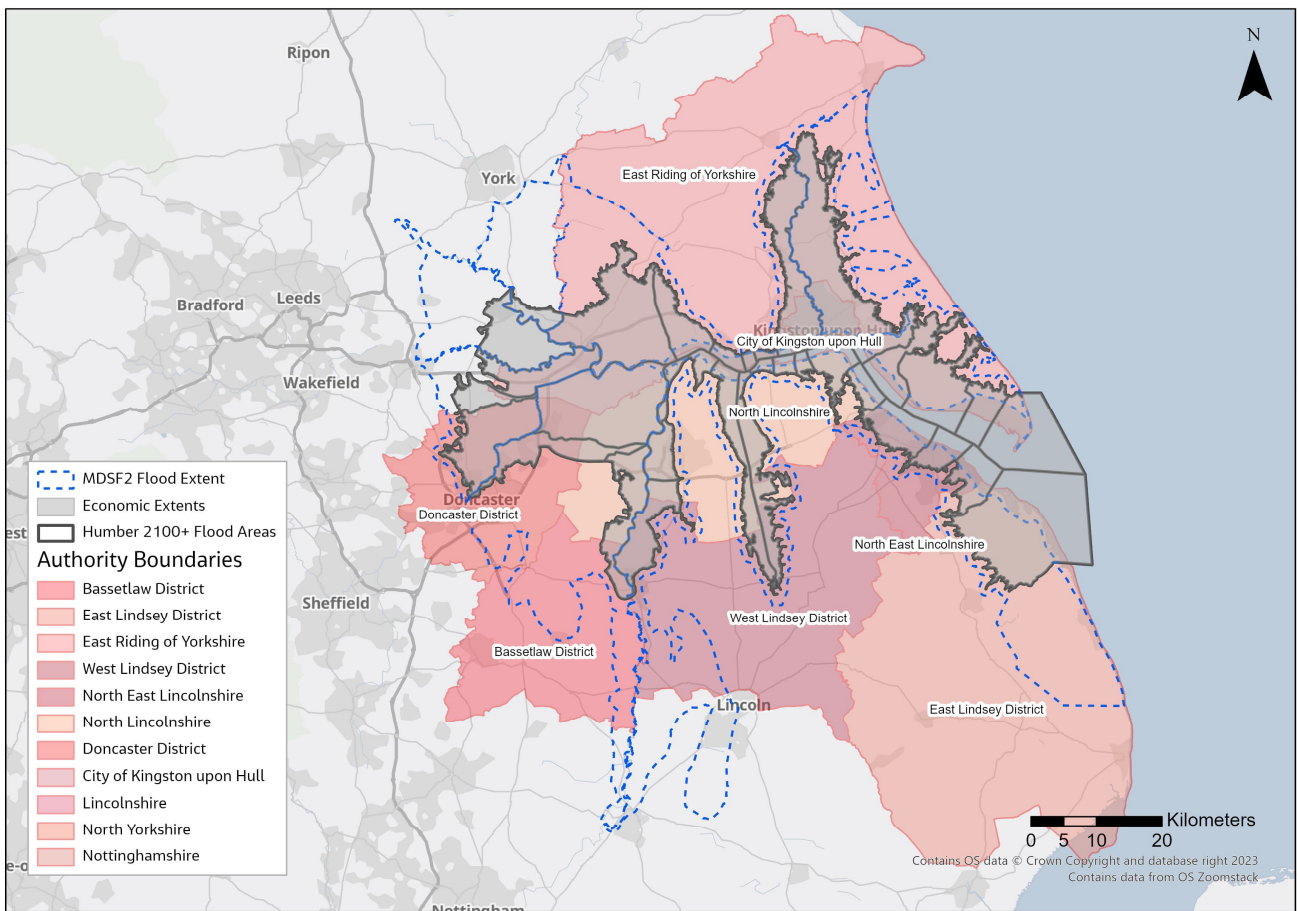 N
Ripon
York
East Riding of Yorkshire
Bradford
Leeds
Kingston upon Hull
City of Kingston upon Hull
Wakefield
North Lincolnshire
Doncaster
Doncaster District
North East Lincolnshire
Sheffield
West Lindsey District
Bassetlaw District
Lincoln
East Lindsey District
est
e-o
Nottingham
MDSF2 Flood Extent
Economic Extents
Humber 2100+ Flood Areas
Authority Boundaries
Bassetlaw District
East Lindsey District
East Riding of Yorkshire
West Lindsey District
North East Lincolnshire
North Lincolnshire
Doncaster District
City of Kingston upon Hull
Lincolnshire
North Yorkshire
Nottinghamshire
Kilometers
0 5 10 20
Contains OS data © Crown Copyright and database right 2023
Contains data from OS Zoomstack